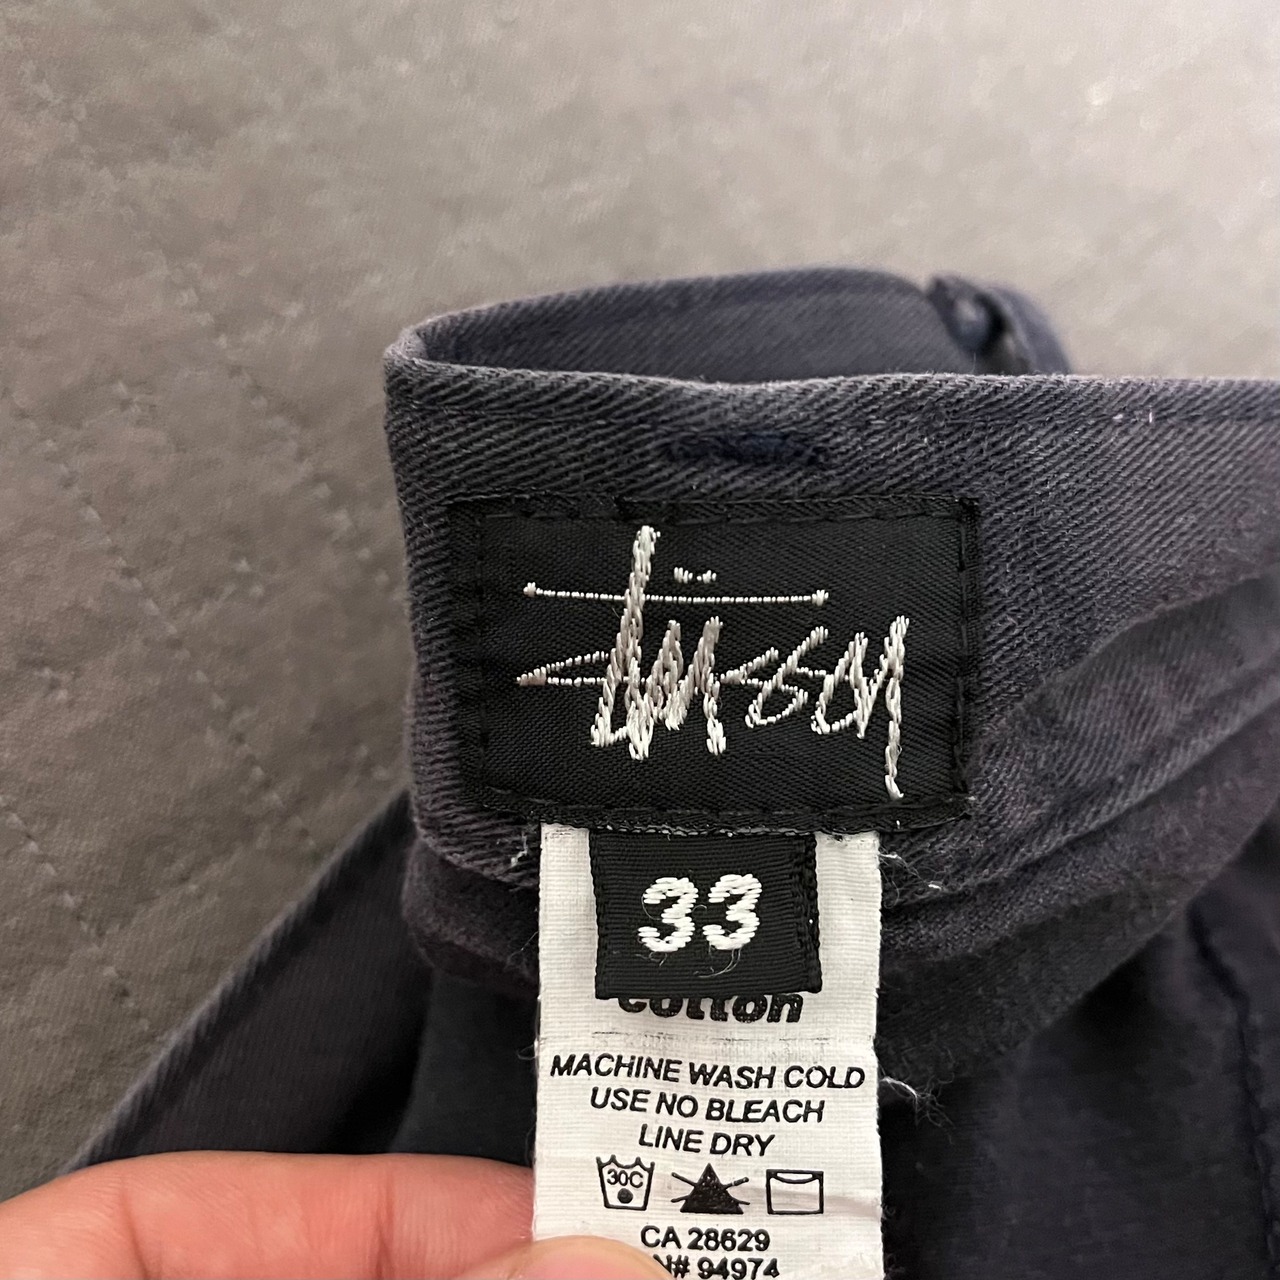 Stüssy
33
cotton
MACHINE WASH COLD
USE NO BLEACH
LINE DRY
30C
CA 28629
N# 94974